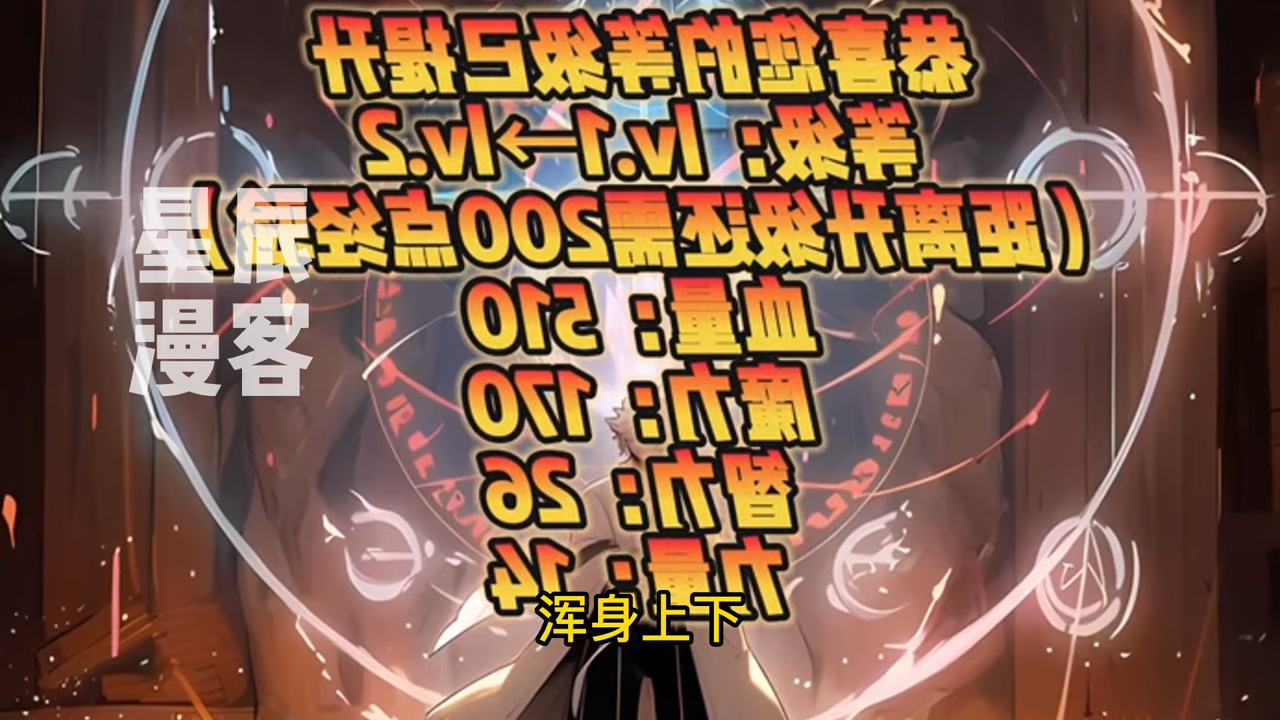 恭喜您的等级已提升
等级：lv.1→lv.2
（距离升级还需200点经验）
血量：510
魔力：170
智力：26
力量：14
星辰
漫客
浑身上下